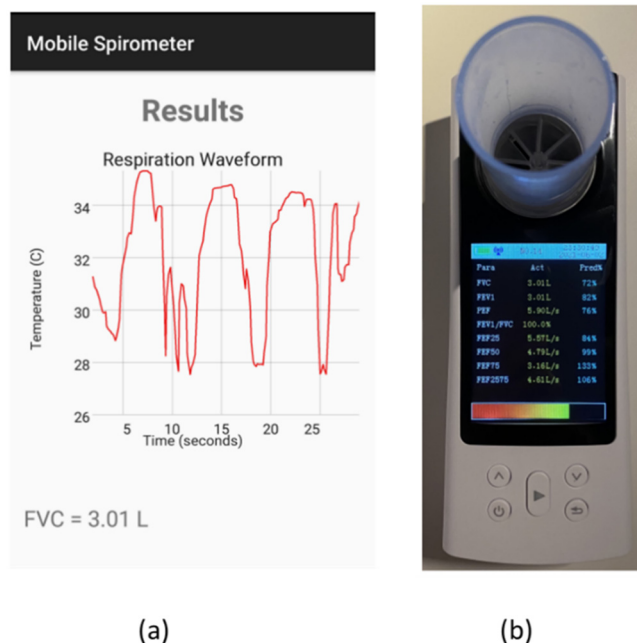 Mobile Spirometer
Results
Respiration Waveform
Temperature (C)
34
32
30
28
26
5 10 15 20 25
Time (seconds)
FVC = 3.01 L
Para Act Pred%
FVC 3.01L 72%
FEV1 3.01L 82%
PEF 5.90L/s 76%
FEV1/FVC 100.0%
FEF25 5.57L/s 84%
FEF50 4.79L/s 99%
FEF75 3.16L/s 133%
FEF2575 4.61L/s 106%
(a) (b)